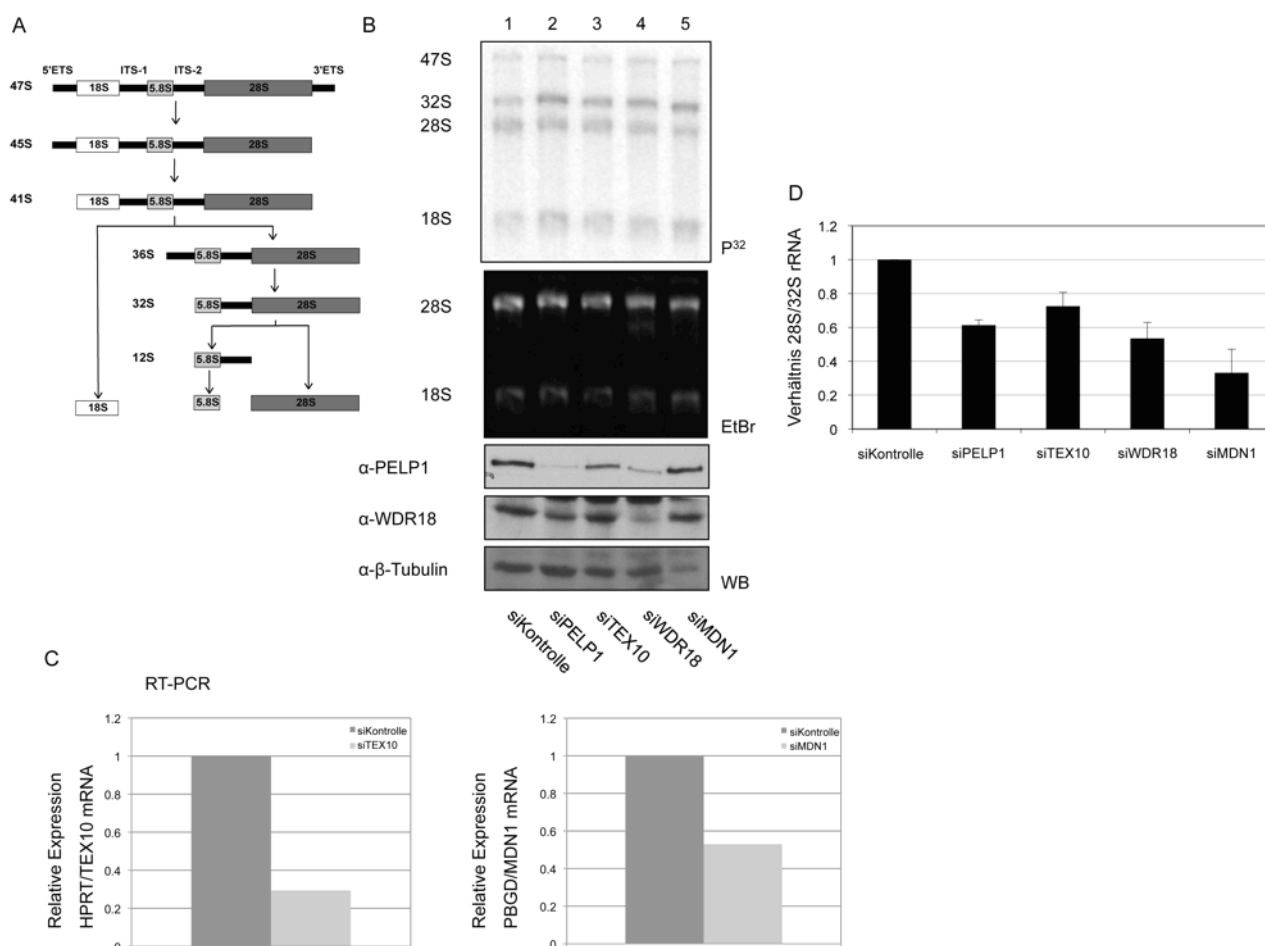 A
5'ETS
ITS-1
ITS-2
3'ETS
47S
18S
5.8S
28S
45S
18S
5.8S
28S
41S
18S
5.8S
28S
36S
5.8S
28S
32S
5.8S
28S
12S
5.8S
18S
5.8S
28S
B
1 2 3 4 5
47S
32S
28S
18S
P32
28S
18S
EtBr
α-PELP1
α-WDR18
α-β-Tubulin
WB
siKontrolle
siPELP1
siTEX10
siWDR18
siMDN1
C
RT-PCR
Relative Expression
HPRT/TEX10 mRNA
1.2
1
0.8
0.6
0.4
0.2
0
siKontrolle
siTEX10
Relative Expression
PBGD/MDN1 mRNA
1.2
1
0.8
0.6
0.4
0.2
0
siKontrolle
siMDN1
D
Verhältnis 28S/32S rRNA
1.2
1
0.8
0.6
0.4
0.2
0
siKontrolle siPELP1 siTEX10 siWDR18 siMDN1